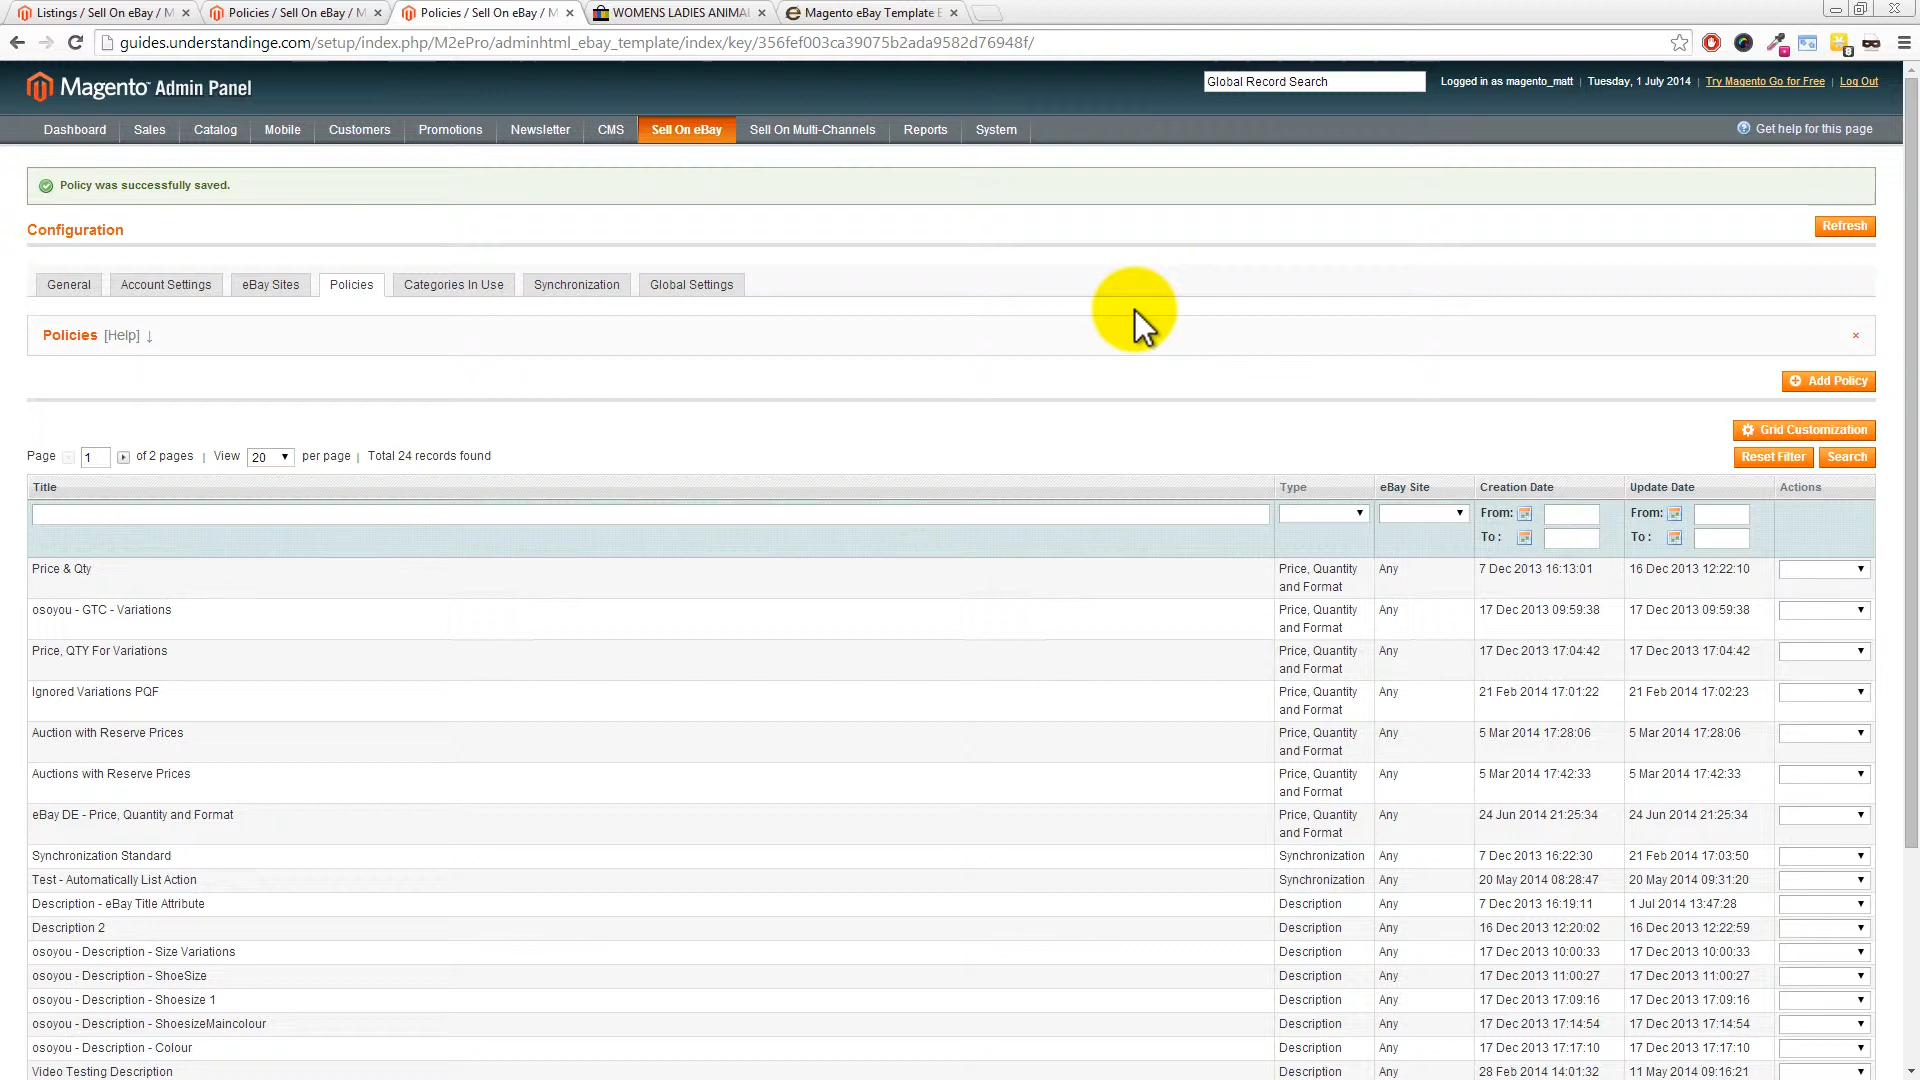 Listings / Sell On eBay / M
Policies / Sell On eBay / M
Policies / Sell On eBay / M
WOMENS LADIES ANIMA
Magento eBay Template E
guides.understandinge.com/setup/index.php/M2ePro/adminhtml_ebay_template/index/key/356fef003ca39075b2ada9582d76948f/
8
Magento™ Admin Panel
Global Record Search
Logged in as magento_matt | Tuesday, 1 July 2014 | Try Magento Go for Free | Log Out
Dashboard Sales Catalog Mobile Customers Promotions Newsletter CMS Sell On eBay Sell On Multi-Channels Reports System
Get help for this page
Policy was successfully saved.
Configuration
Refresh
General Account Settings eBay Sites Policies Categories In Use Synchronization Global Settings
Policies [Help] ↓
×
Add Policy
Grid Customization
Page 1 of 2 pages | View 20 per page | Total 24 records found
Reset Filter Search
Title Type eBay Site Creation Date Update Date Actions
From: From:
To : To :
Price & Qty Price, Quantity and Format Any 7 Dec 2013 16:13:01 16 Dec 2013 12:22:10
osoyou - GTC - Variations Price, Quantity and Format Any 17 Dec 2013 09:59:38 17 Dec 2013 09:59:38
Price, QTY For Variations Price, Quantity and Format Any 17 Dec 2013 17:04:42 17 Dec 2013 17:04:42
Ignored Variations PQF Price, Quantity and Format Any 21 Feb 2014 17:01:22 21 Feb 2014 17:02:23
Auction with Reserve Prices Price, Quantity and Format Any 5 Mar 2014 17:28:06 5 Mar 2014 17:28:06
Auctions with Reserve Prices Price, Quantity and Format Any 5 Mar 2014 17:42:33 5 Mar 2014 17:42:33
eBay DE - Price, Quantity and Format Price, Quantity and Format Any 24 Jun 2014 21:25:34 24 Jun 2014 21:25:34
Synchronization Standard Synchronization Any 7 Dec 2013 16:22:30 21 Feb 2014 17:03:50
Test - Automatically List Action Synchronization Any 20 May 2014 08:28:47 20 May 2014 09:31:20
Description - eBay Title Attribute Description Any 7 Dec 2013 16:19:11 1 Jul 2014 13:47:28
Description 2 Description Any 16 Dec 2013 12:20:02 16 Dec 2013 12:22:59
osoyou - Description - Size Variations Description Any 17 Dec 2013 10:00:33 17 Dec 2013 10:00:33
osoyou - Description - ShoeSize Description Any 17 Dec 2013 11:00:27 17 Dec 2013 11:00:27
osoyou - Description - Shoesize 1 Description Any 17 Dec 2013 17:09:16 17 Dec 2013 17:09:16
osoyou - Description - ShoesizeMaincolour Description Any 17 Dec 2013 17:14:54 17 Dec 2013 17:14:54
osoyou - Description - Colour Description Any 17 Dec 2013 17:17:10 17 Dec 2013 17:17:10
Video Testing Description Description Any 28 Feb 2014 14:01:32 11 May 2014 09:16:21